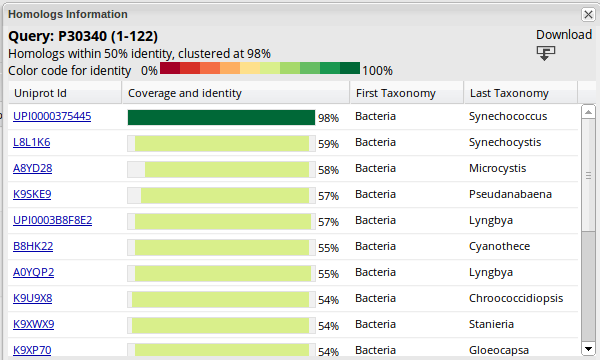 Homologs Information
Query: P30340 (1-122)
Download
Homologs within 50% identity, clustered at 98%
Color code for identity 0% 100%
Uniprot Id Coverage and identity First Taxonomy Last Taxonomy
UPI0000375445 98% Bacteria Synechococcus
L8L1K6 59% Bacteria Synechocystis
A8YD28 58% Bacteria Microcystis
K9SKE9 57% Bacteria Pseudanabaena
UPI0003B8F8E2 57% Bacteria Lyngbya
B8HK22 55% Bacteria Cyanothece
A0YQP2 55% Bacteria Lyngbya
K9U9X8 54% Bacteria Chroococcidiopsis
K9XWX9 54% Bacteria Stanieria
K9XP70 54% Bacteria Gloeocapsa